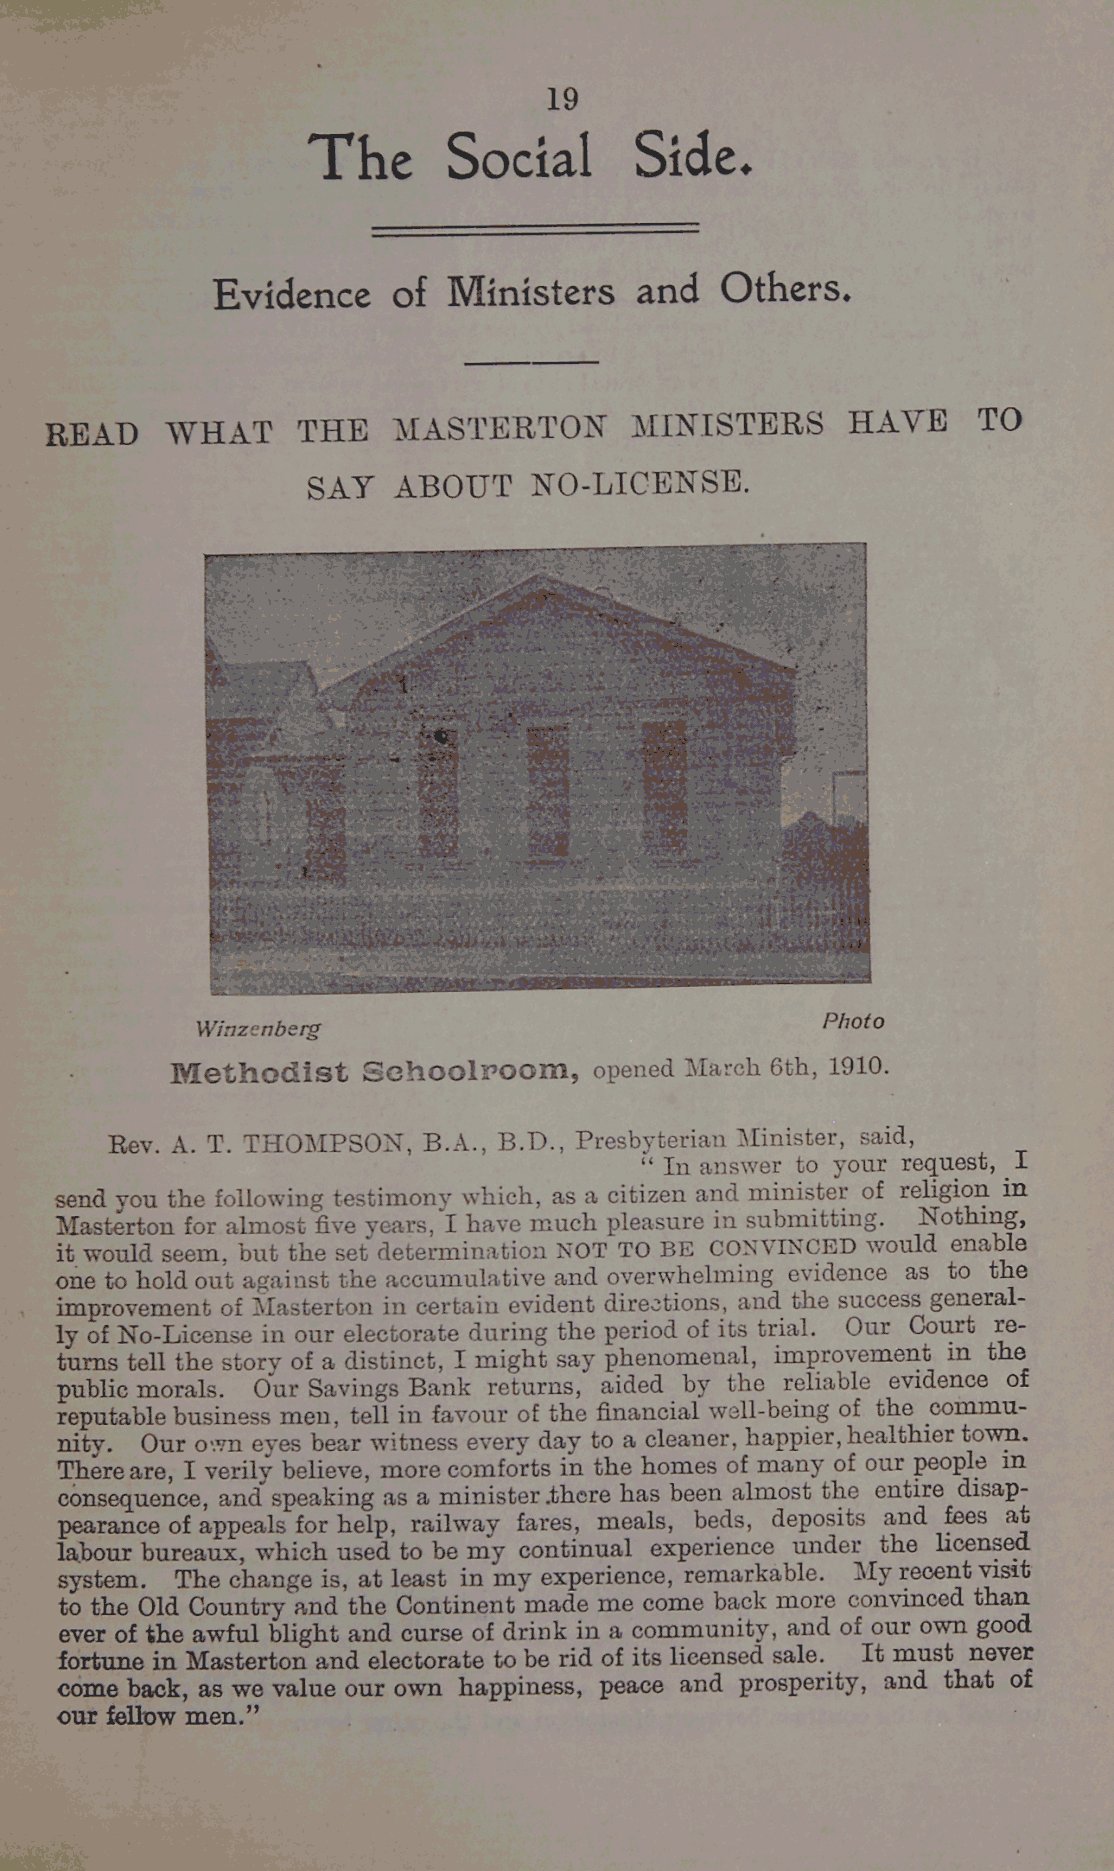 19
The Social Side.
Evidence of Ministers and Others.
READ WHAT THE MASTERTON MINISTERS HAVE TO
SAY ABOUT NO-LICENSE.
Winzenberg Photo
Methodist Schoolroom, opened March 6th, 1910.
Rev. A. T. THOMPSON, B.A., B.D., Presbyterian Minister, said,
“ In answer to your request, I
send you the following testimony which, as a citizen and minister of religion in
Masterton for almost five years, I have much pleasure in submitting. Nothing,
it would seem, but the set determination NOT TO BE CONVINCED would enable
one to hold out against the accumulative and overwhelming evidence as to the
improvement of Masterton in certain evident directions, and the success general-
ly of No-License in our electorate during the period of its trial. Our Court re-
turns tell the story of a distinct, I might say phenomenal, improvement in the
public morals. Our Savings Bank returns, aided by the reliable evidence of
reputable business men, tell in favour of the financial well-being of the commu-
nity. Our own eyes bear witness every day to a cleaner, happier, healthier town.
There are, I verily believe, more comforts in the homes of many of our people in
consequence, and speaking as a minister .there has been almost the entire disap-
pearance of appeals for help, railway fares, meals, beds, deposits and fees at
labour bureaux, which used to be my continual experience under the licensed
system. The change is, at least in my experience, remarkable. My recent visit
to the Old Country and the Continent made me come back more convinced than
ever of the awful blight and curse of drink in a community, and of our own good
fortune in Masterton and electorate to be rid of its licensed sale. It must never
come back, as we value our own happiness, peace and prosperity, and that of
our fellow men.”